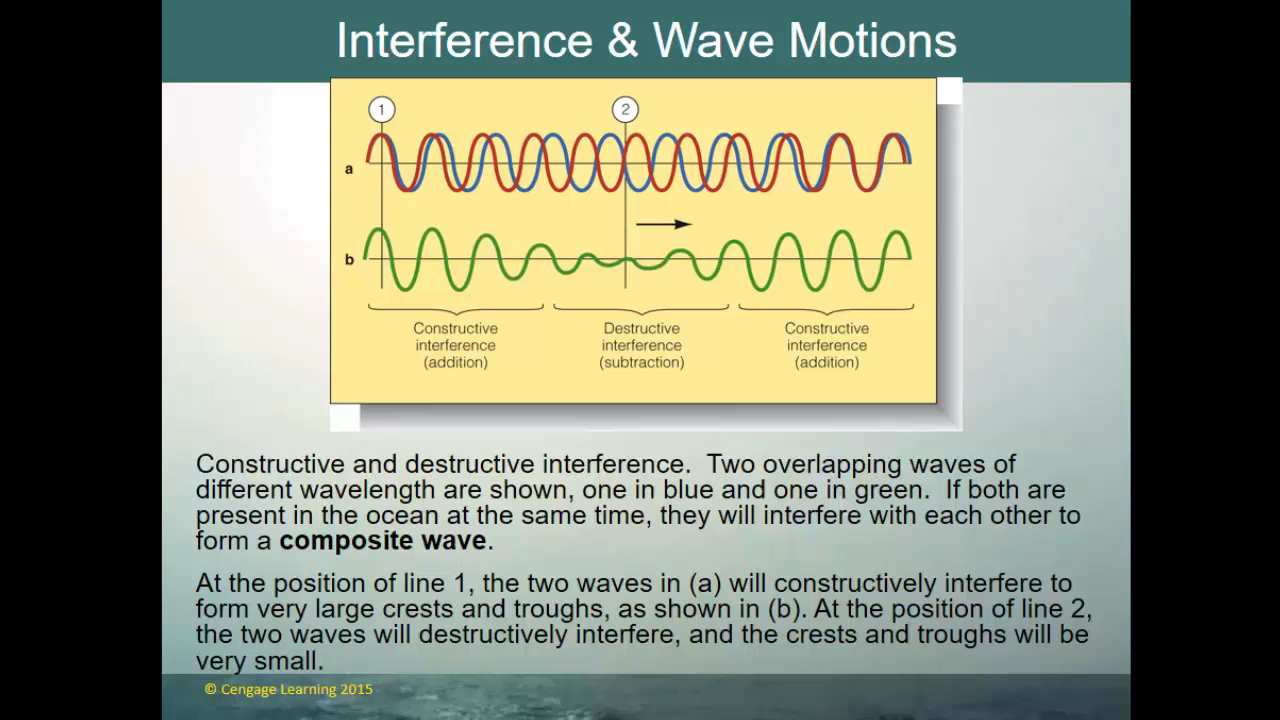 Interference & Wave Motions
1
2
a
b
Constructive
interference
(addition)
Destructive
interference
(subtraction)
Constructive
interference
(addition)
Constructive and destructive interference.  Two overlapping waves of
different wavelength are shown, one in blue and one in green.  If both are
present in the ocean at the same time, they will interfere with each other to
form a composite wave.
At the position of line 1, the two waves in (a) will constructively interfere to
form very large crests and troughs, as shown in (b). At the position of line 2,
the two waves will destructively interfere, and the crests and troughs will be
very small.
© Cengage Learning 2015